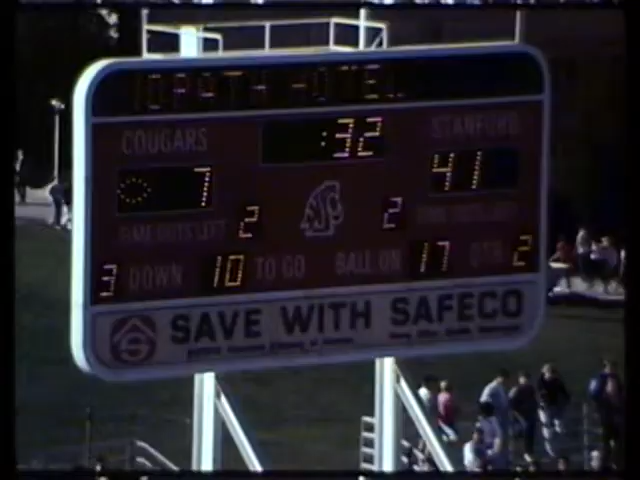 COUGARS :32 STANFORD
7 41
TIME OUTS LEFT 2 2 TIME OUTS LEFT
3 DOWN 10 TO GO BALL ON 17 QTR 2
SAVE WITH SAFECO